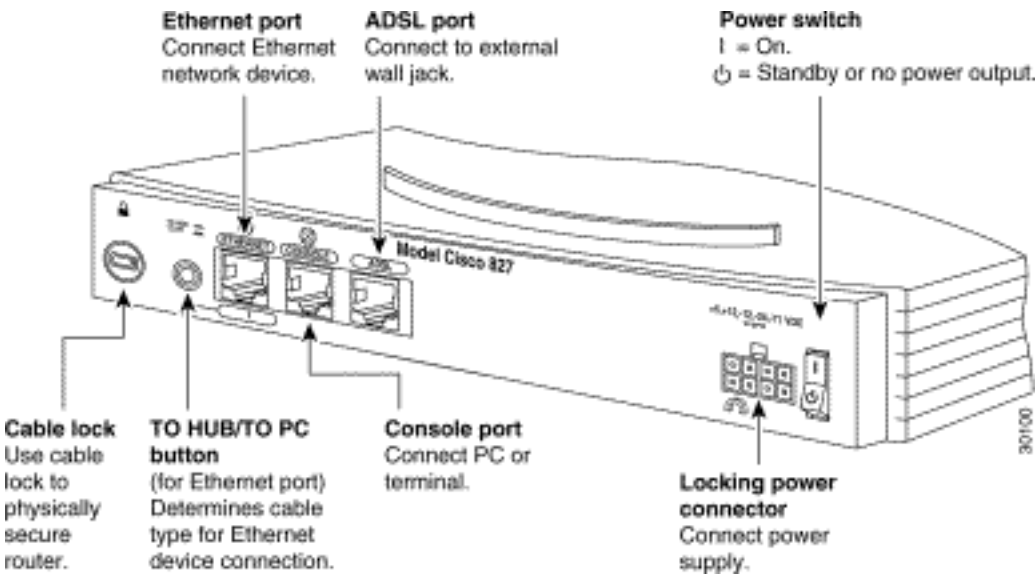 Ethernet port
Connect Ethernet
network device.
ADSL port
Connect to external
wall jack.
Power switch
I = On.
⏻ = Standby or no power output.
Model Cisco 827
Cable lock
Use cable
lock to
physically
secure
router.
TO HUB/TO PC
button
(for Ethernet port)
Determines cable
type for Ethernet
device connection.
Console port
Connect PC or
terminal.
Locking power
connector
Connect power
supply.
30100